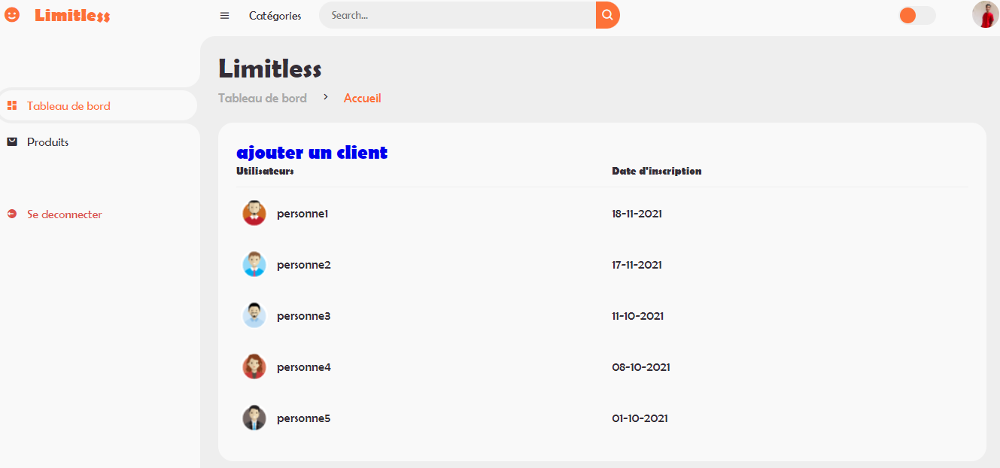 Limitless
Catégories
Search...
Tableau de bord
Produits
Se deconnecter
Limitless
Tableau de bord > Accueil
ajouter un client
Utilisateurs Date d'inscription
personne1 18-11-2021
personne2 17-11-2021
personne3 11-10-2021
personne4 08-10-2021
personne5 01-10-2021